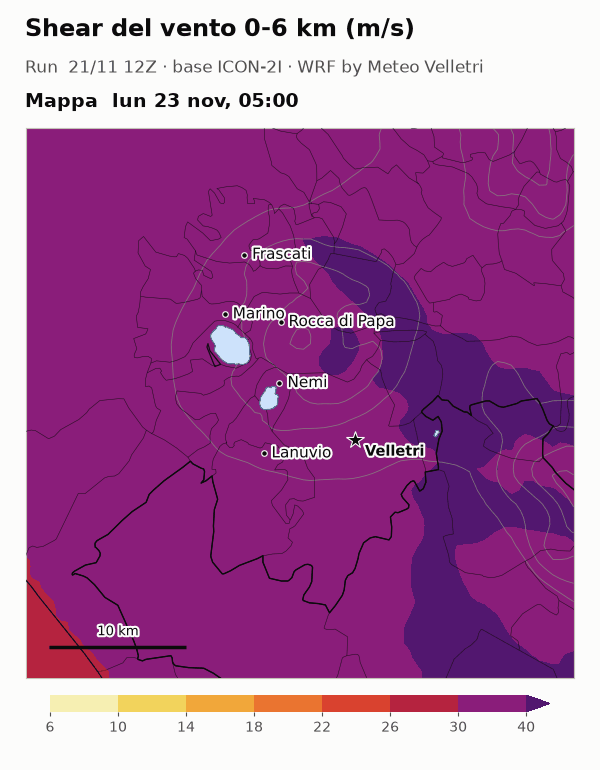 Shear del vento 0-6 km (m/s)
Run  21/11 12Z · base ICON-2I · WRF by Meteo Velletri
Mappa  lun 23 nov, 05:00
Frascati
Marino
Rocca di Papa
Nemi
Velletri
Lanuvio
10 km
6 10 14 18 22 26 30 40